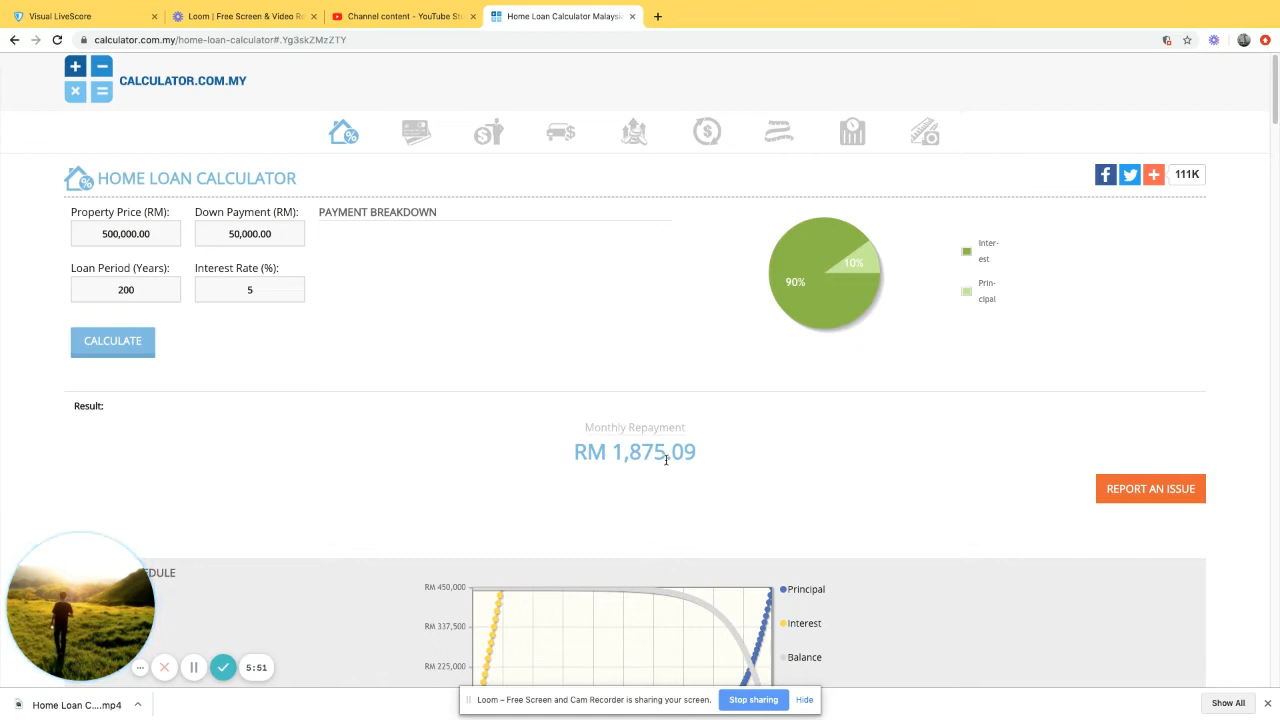 Visual LiveScore
Loom | Free Screen & Video Re
Channel content - YouTube Stu
Home Loan Calculator Malaysi
calculator.com.my/home-loan-calculator#.Yg3skZMzZTY
CALCULATOR.COM.MY
HOME LOAN CALCULATOR
111K
Property Price (RM):
Down Payment (RM):
PAYMENT BREAKDOWN
500,000.00
50,000.00
Loan Period (Years):
Interest Rate (%):
200
5
90%
10%
Inter-
est
Prin-
cipal
CALCULATE
Result:
Monthly Repayment
RM 1,875.09
REPORT AN ISSUE
EDULE
RM 450,000
RM 337,500
RM 225,000
Principal
Interest
Balance
5:51
Loom – Free Screen and Cam Recorder is sharing your screen.
Stop sharing
Hide
Home Loan C....mp4
Show All